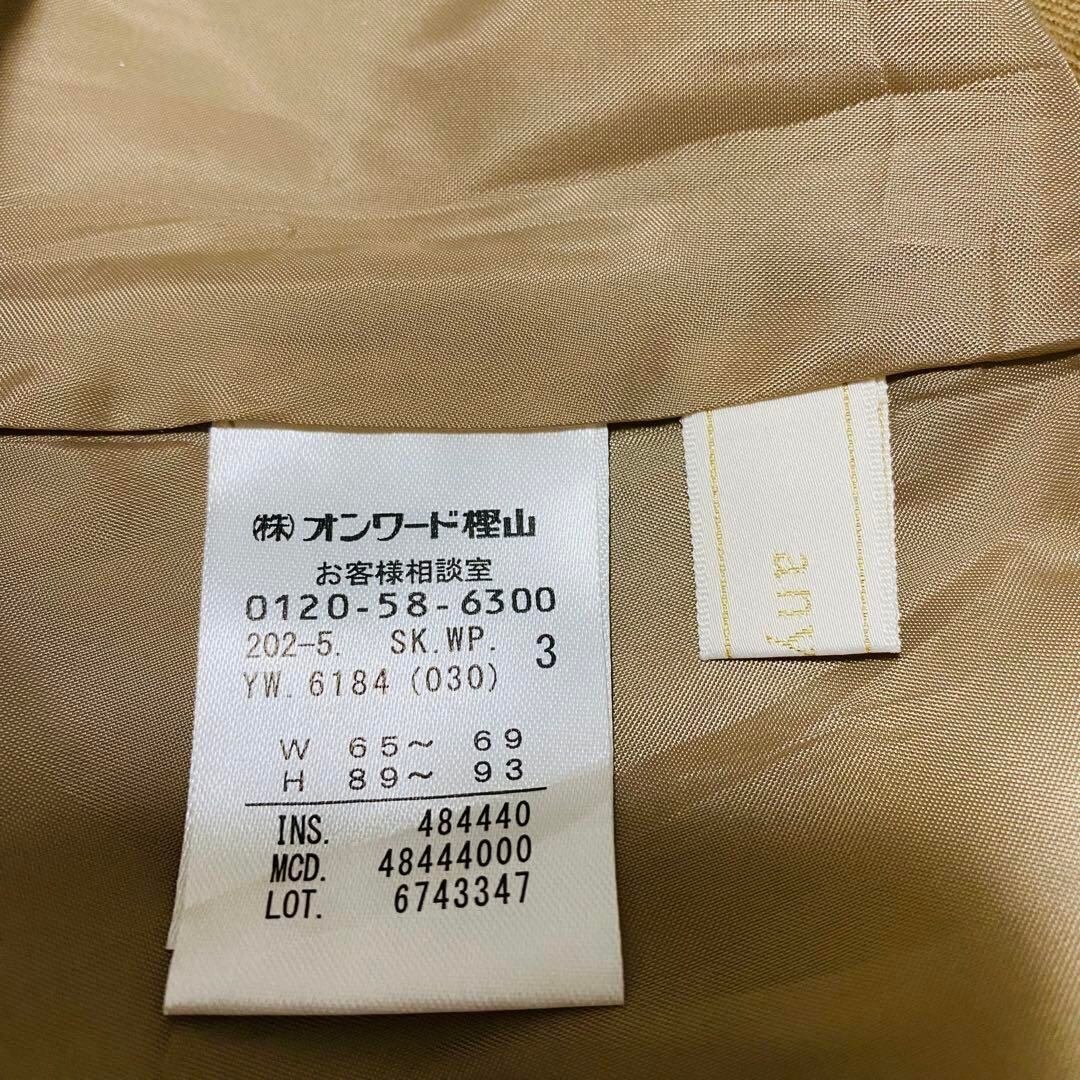 (株)オンワード樫山
お客様相談室
0120-58-6300
202-5. SK.WP. 3
YW. 6184 (030)
W 65〜 69
H 89〜 93
INS. 484440
MCD. 48444000
LOT. 6743347
any